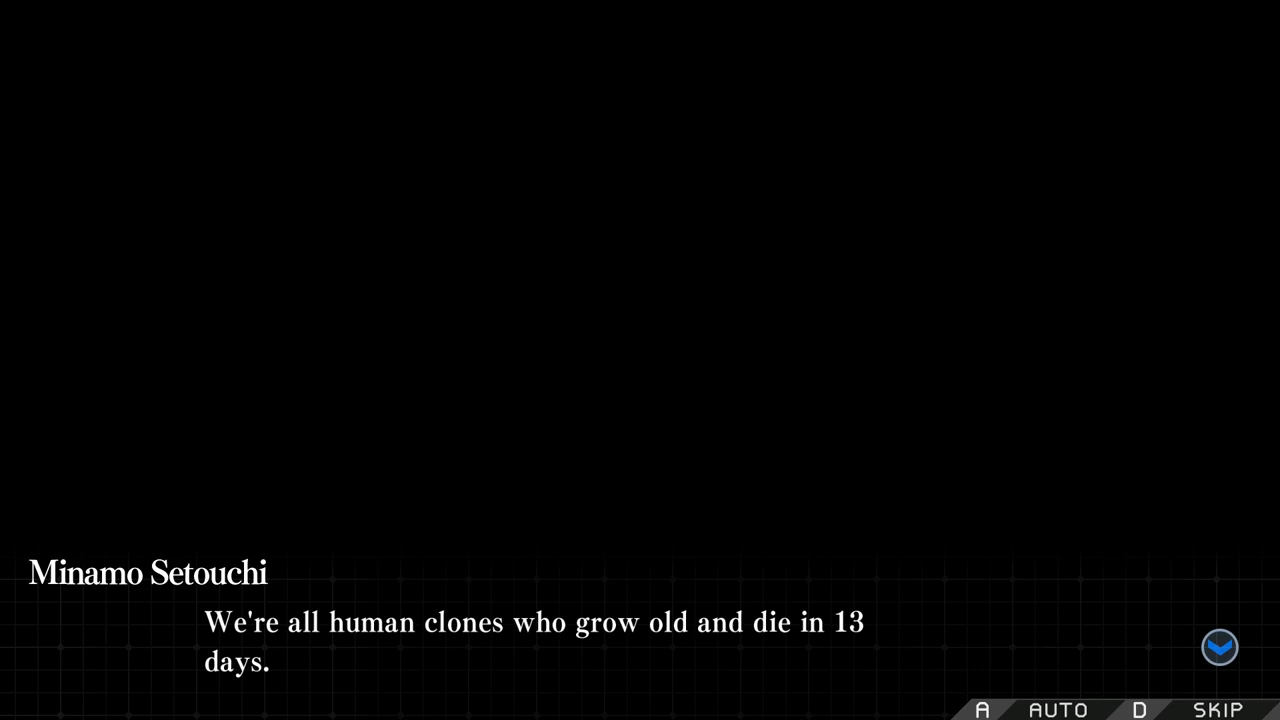 Minamo Setouchi
We're all human clones who grow old and die in 13
days.
A AUTO D SKIP